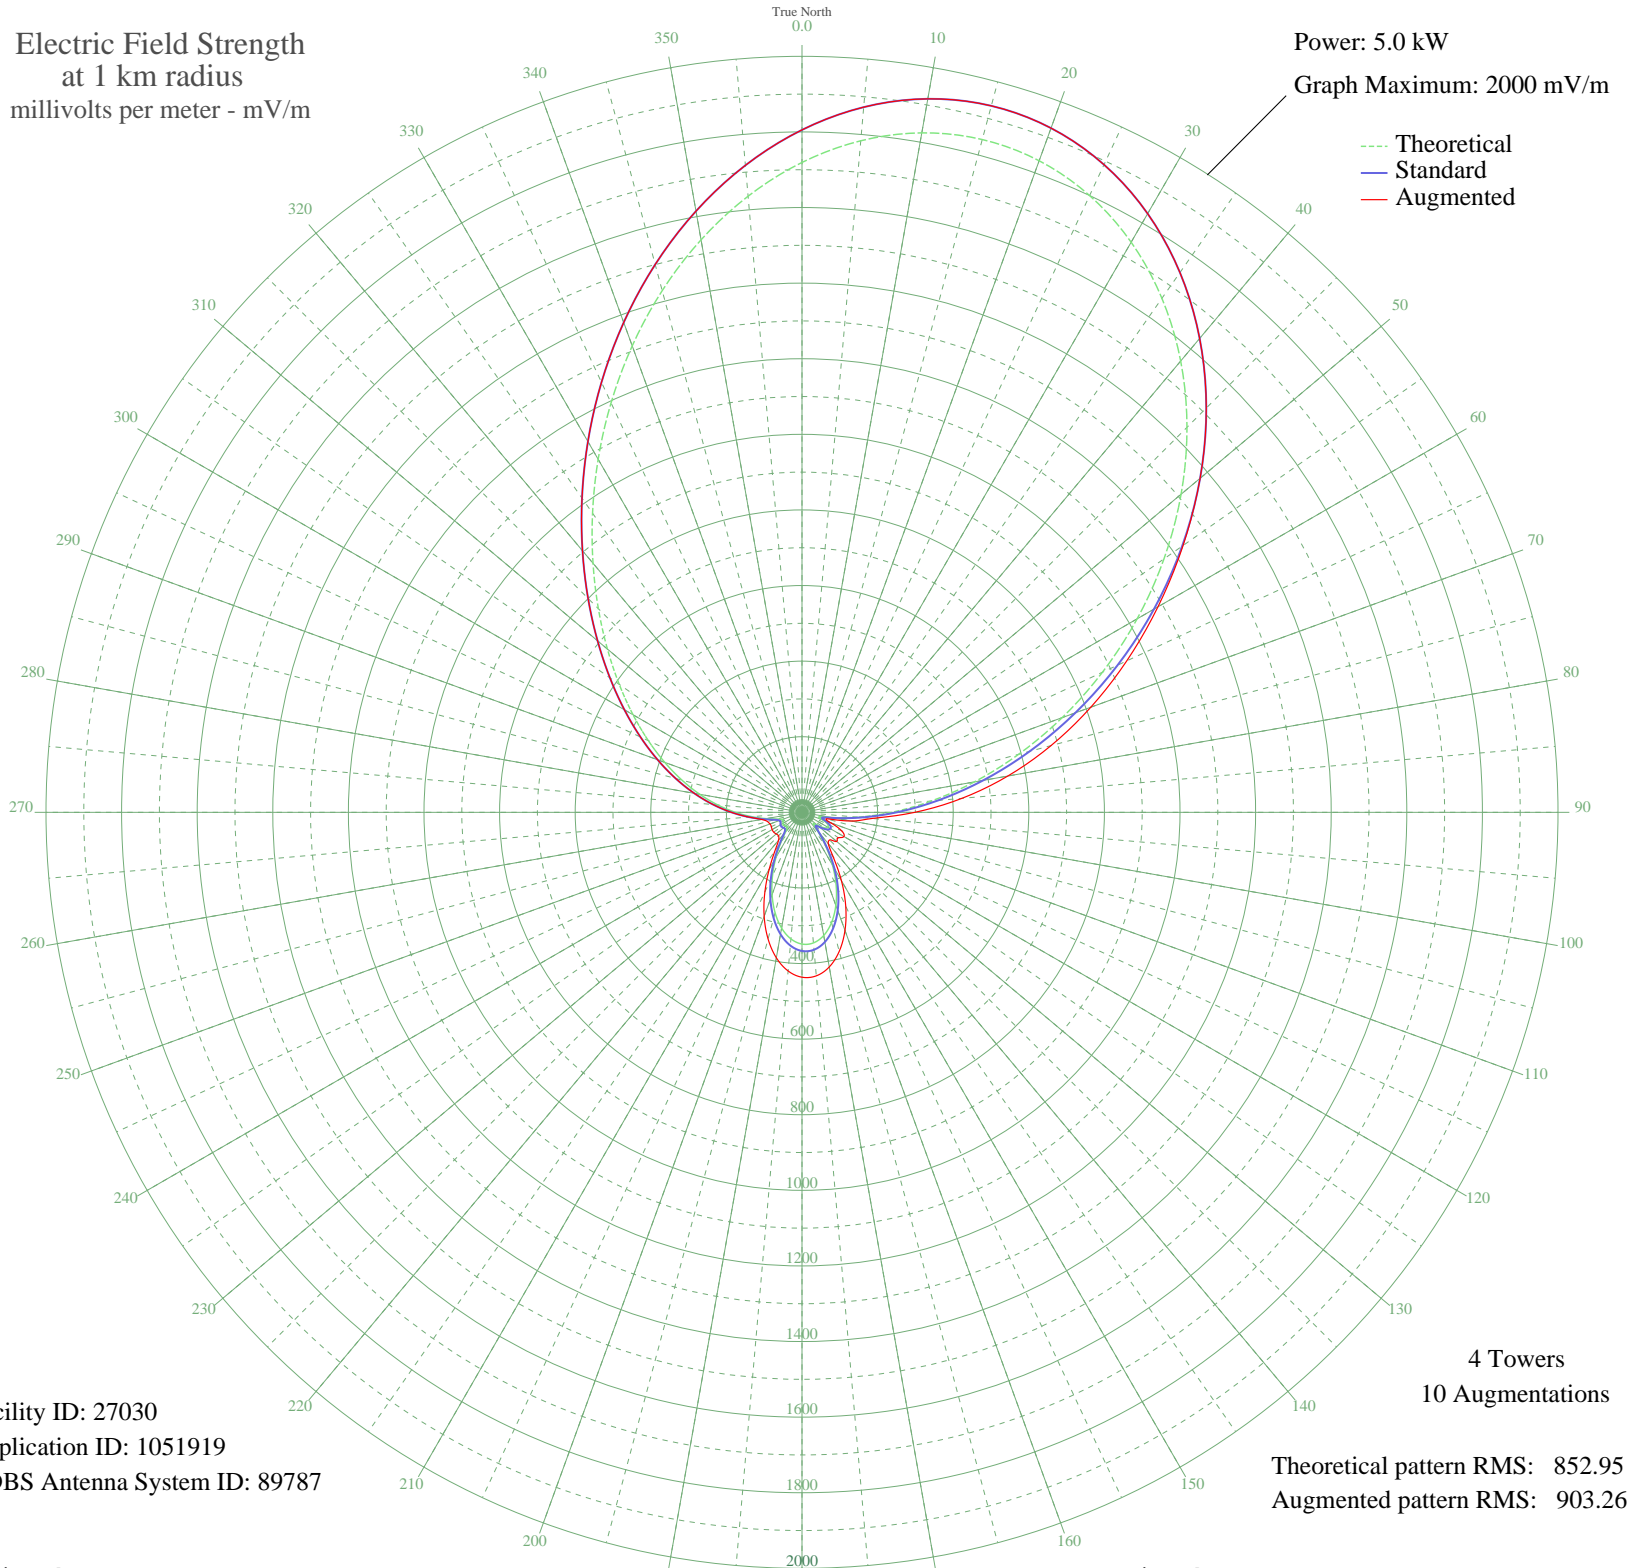 True North
0.0
Electric Field Strength
at 1 km radius
millivolts per meter - mV/m
Power: 5.0 kW
Graph Maximum: 2000 mV/m
Theoretical
Standard
Augmented
10
20
30
40
50
60
70
80
90
100
110
120
130
140
150
160
200
210
220
230
240
250
260
270
280
290
300
310
320
330
340
350
400
600
800
1000
1200
1400
1600
1800
2000
4 Towers
10 Augmentations
Theoretical pattern RMS: 852.95
Augmented pattern RMS: 903.26
cility ID: 27030
plication ID: 1051919
DBS Antenna System ID: 89787